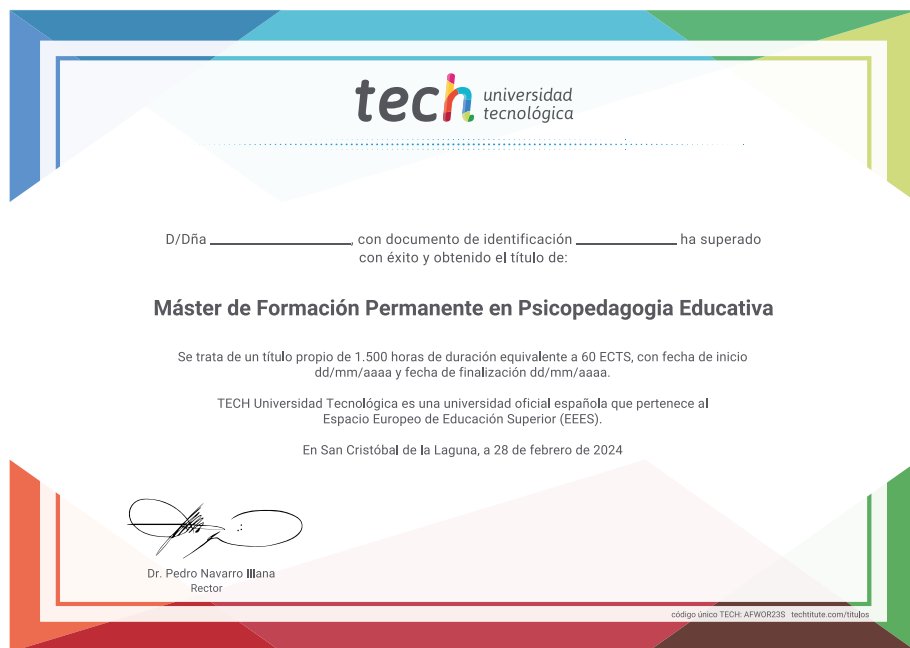 tech universidad
tecnológica
D/Dña ________________, con documento de identificación ____________ ha superado
con éxito y obtenido el título de:
Máster de Formación Permanente en Psicopedagogia Educativa
Se trata de un título propio de 1.500 horas de duración equivalente a 60 ECTS, con fecha de inicio
dd/mm/aaaa y fecha de finalización dd/mm/aaaa.
TECH Universidad Tecnológica es una universidad oficial española que pertenece al
Espacio Europeo de Educación Superior (EEES).
En San Cristóbal de la Laguna, a 28 de febrero de 2024
Dr. Pedro Navarro Illana
Rector
código único TECH: AFWOR23S techtitute.com/titulos